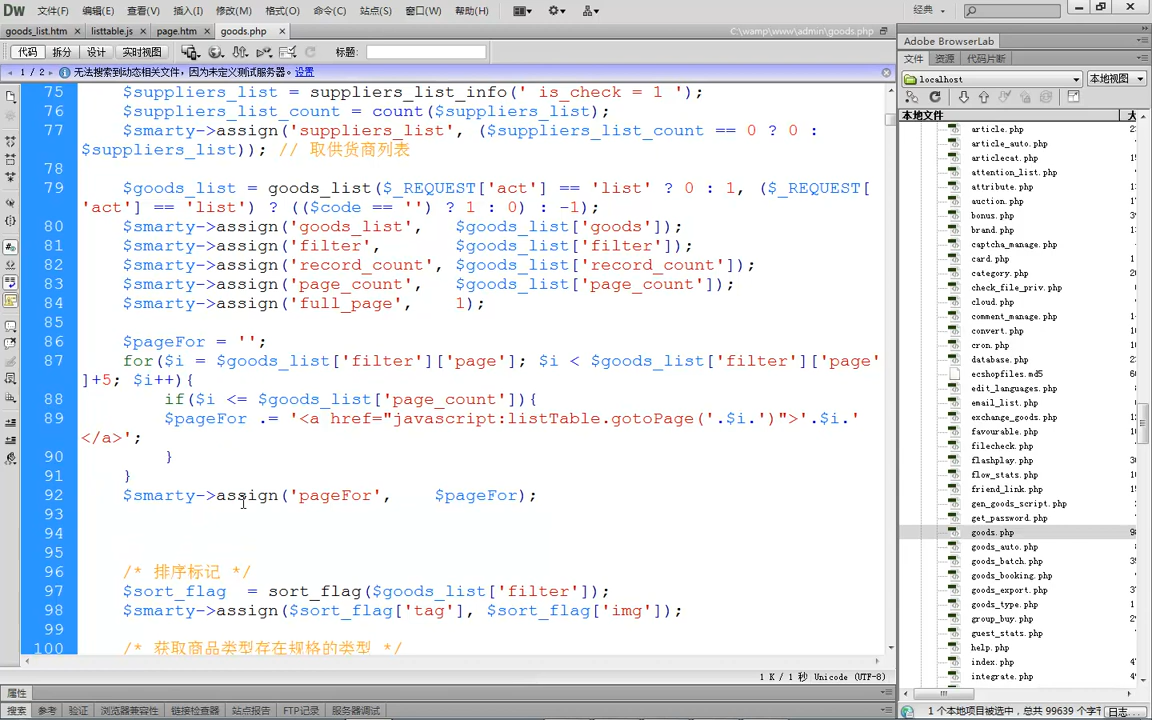 Dw 文件(F) 编辑(E) 查看(V) 插入(I) 修改(M) 格式(O) 命令(C) 站点(S) 窗口(W) 帮助(H) 经典
goods_list.htm × listtable.js × page.htm × goods.php × C:\wamp\www\admin\goods.php
代码 拆分 设计 实时视图 标题:
1 / 2 无法搜索到动态相关文件，因为未定义测试服务器。设置
75 $suppliers_list = suppliers_list_info(' is_check = 1 ');
76 $suppliers_list_count = count($suppliers_list);
77 $smarty->assign('suppliers_list', ($suppliers_list_count == 0 ? 0 :
$suppliers_list)); // 取供货商列表
78
79 $goods_list = goods_list($_REQUEST['act'] == 'list' ? 0 : 1, ($_REQUEST[
'act'] == 'list') ? (($code == '') ? 1 : 0) : -1);
80 $smarty->assign('goods_list', $goods_list['goods']);
81 $smarty->assign('filter', $goods_list['filter']);
82 $smarty->assign('record_count', $goods_list['record_count']);
83 $smarty->assign('page_count', $goods_list['page_count']);
84 $smarty->assign('full_page', 1);
85
86 $pageFor = '';
87 for($i = $goods_list['filter']['page']; $i < $goods_list['filter']['page'
]+5; $i++){
88 if($i <= $goods_list['page_count']){
89 $pageFor .= '<a href="javascript:listTable.gotoPage('.$i.')">'.$i.'
</a>';
90 }
91 }
92 $smarty->assign('pageFor', $pageFor);
93
94
95
96 /* 排序标记 */
97 $sort_flag = sort_flag($goods_list['filter']);
98 $smarty->assign($sort_flag['tag'], $sort_flag['img']);
99
100 /* 获取商品类型存在规格的类型 */
1 K / 1 秒 Unicode (UTF-8)
属性
搜索 参考 验证 浏览器兼容性 链接检查器 站点报告 FTP记录 服务器调试
Adobe BrowserLab
文件 资源 代码片断
localhost 本地视图
本地文件 大
article.php
article_auto.php
articlecat.php
attention_list.php
attribute.php
auction.php
bonus.php
brand.php
captcha_manage.php
card.php
category.php
check_file_priv.php
cloud.php
comment_manage.php
convert.php
cron.php
database.php
ecshopfiles.md5
edit_languages.php
email_list.php
exchange_goods.php
favourable.php
filecheck.php
flashplay.php
flow_stats.php
friend_link.php
gen_goods_script.php
get_password.php
goods.php
goods_auto.php
goods_batch.php
goods_booking.php
goods_export.php
goods_type.php
group_buy.php
guest_stats.php
help.php
index.php
integrate.php
1 个本地项目被选中，总共 99639 个字 日志...